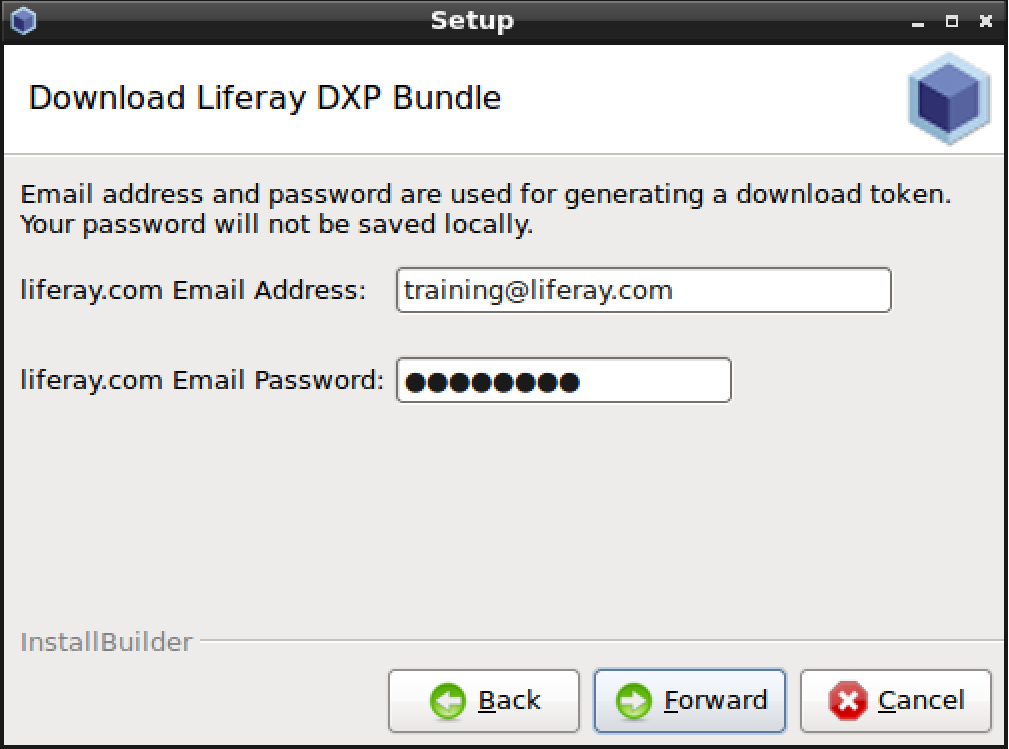 Setup
Download Liferay DXP Bundle
Email address and password are used for generating a download token.
Your password will not be saved locally.
liferay.com Email Address: training@liferay.com
liferay.com Email Password: ●●●●●●●●
InstallBuilder
Back Forward Cancel